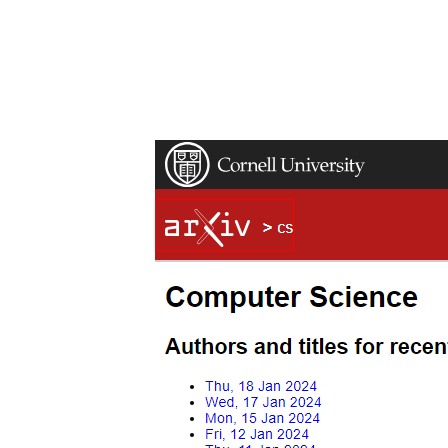 Cornell University
arXiv > cs
Computer Science
Authors and titles for recen
Thu, 18 Jan 2024
Wed, 17 Jan 2024
Mon, 15 Jan 2024
Fri, 12 Jan 2024